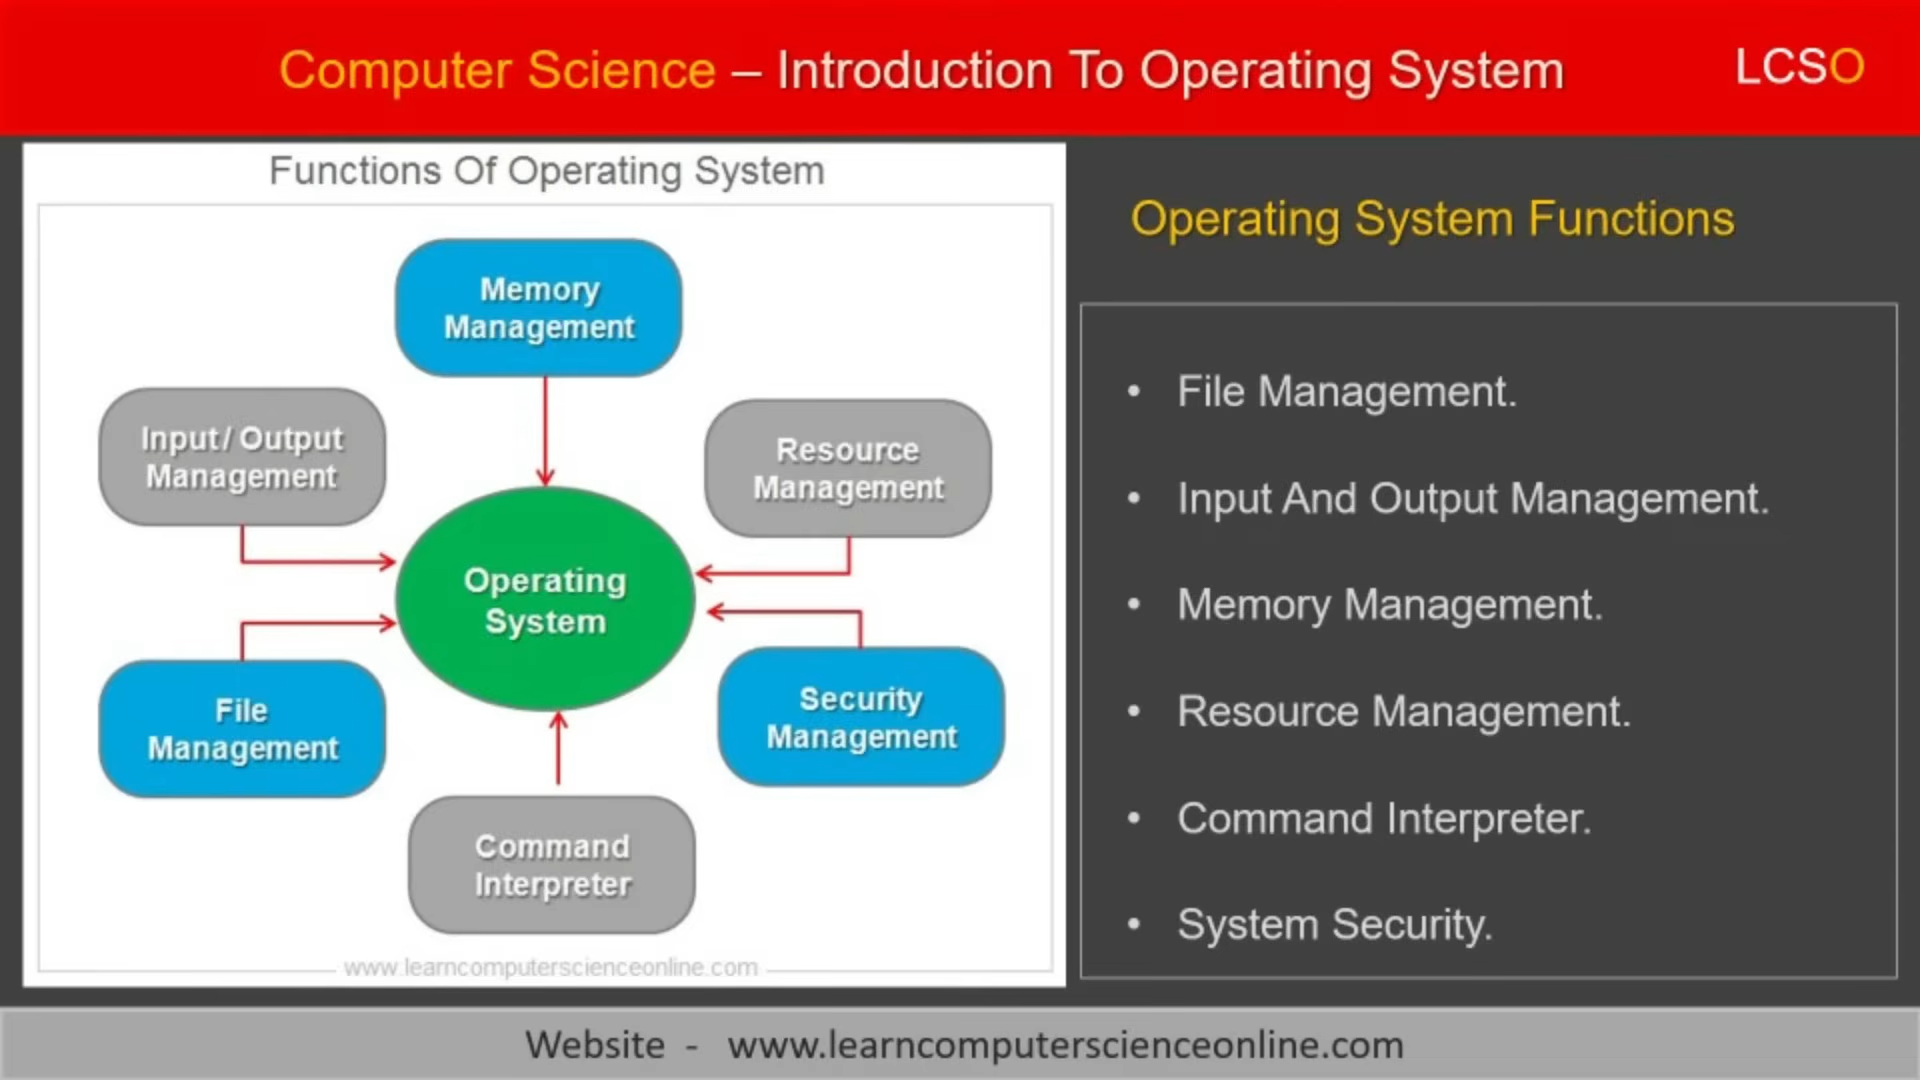 Computer Science – Introduction To Operating System
LCSO
Functions Of Operating System
Memory
Management
Input / Output
Management
Resource
Management
Operating
System
File
Management
Security
Management
Command
Interpreter
www.learncomputerscienceonline.com
Operating System Functions
• File Management.
• Input And Output Management.
• Memory Management.
• Resource Management.
• Command Interpreter.
• System Security.
Website - www.learncomputerscienceonline.com